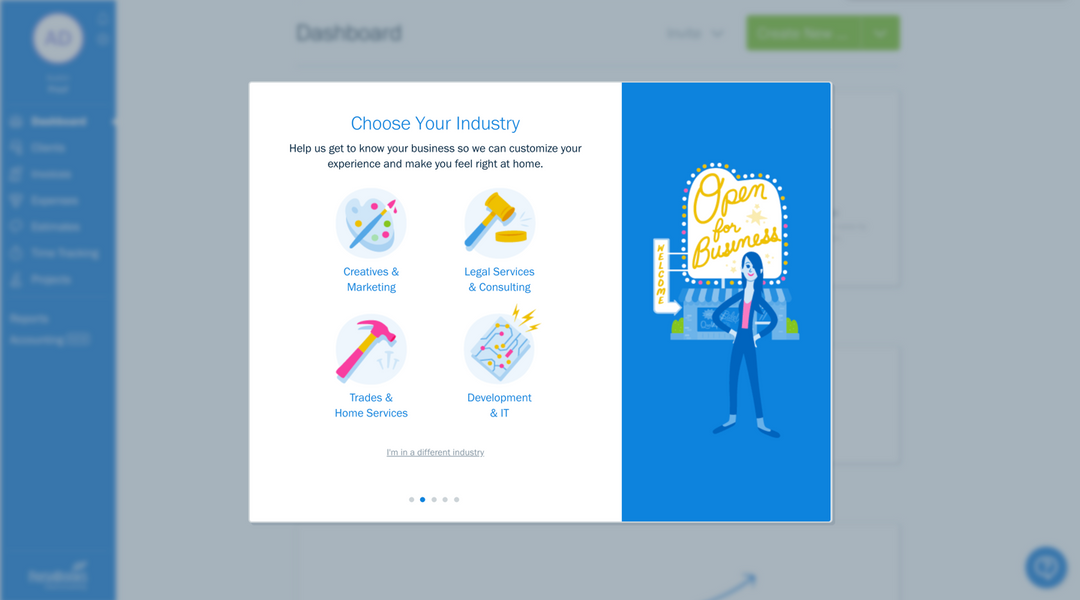 AD
Dashboard
Invite
Create New ...
Dashboard
Clients
Invoices
Expenses
Estimates
Time Tracking
Projects
Reports
Accounting
Choose Your Industry
Help us get to know your business so we can customize your
experience and make you feel right at home.
Creatives &
Marketing
Legal Services
& Consulting
Trades &
Home Services
Development
& IT
I'm in a different industry
Open
for
Business
WELCOME